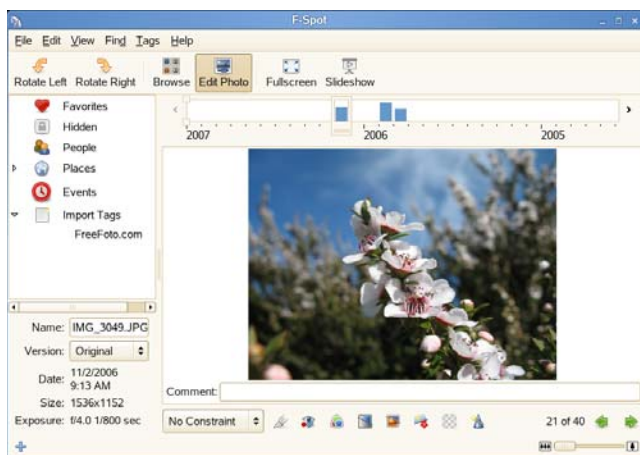 F-Spot
File Edit View Find Tags Help
Rotate Left Rotate Right Browse Edit Photo Fullscreen Slideshow
Favorites
Hidden
People
Places
Events
Import Tags
FreeFoto.com
2007 2006 2005
Name: IMG_3049.JPG
Version: Original
Date: 11/2/2006
9:13 AM
Size: 1536x1152
Exposure: f/4.0 1/800 sec
Comment:
No Constraint
21 of 40